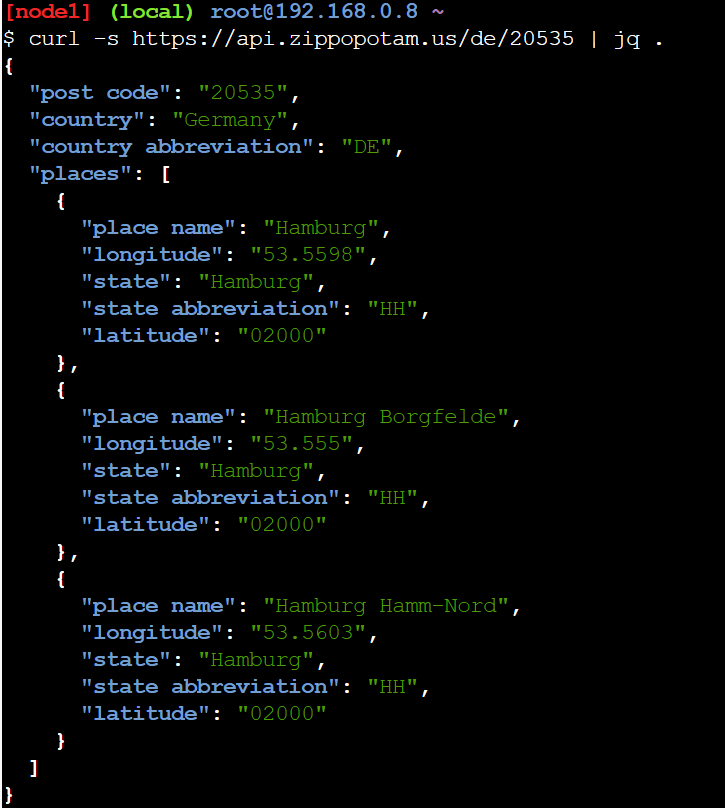 [node1] (local) root@192.168.0.8 ~
$ curl -s https://api.zippopotam.us/de/20535 | jq .
{
  "post code": "20535",
  "country": "Germany",
  "country abbreviation": "DE",
  "places": [
    {
      "place name": "Hamburg",
      "longitude": "53.5598",
      "state": "Hamburg",
      "state abbreviation": "HH",
      "latitude": "02000"
    },
    {
      "place name": "Hamburg Borgfelde",
      "longitude": "53.555",
      "state": "Hamburg",
      "state abbreviation": "HH",
      "latitude": "02000"
    },
    {
      "place name": "Hamburg Hamm-Nord",
      "longitude": "53.5603",
      "state": "Hamburg",
      "state abbreviation": "HH",
      "latitude": "02000"
    }
  ]
}